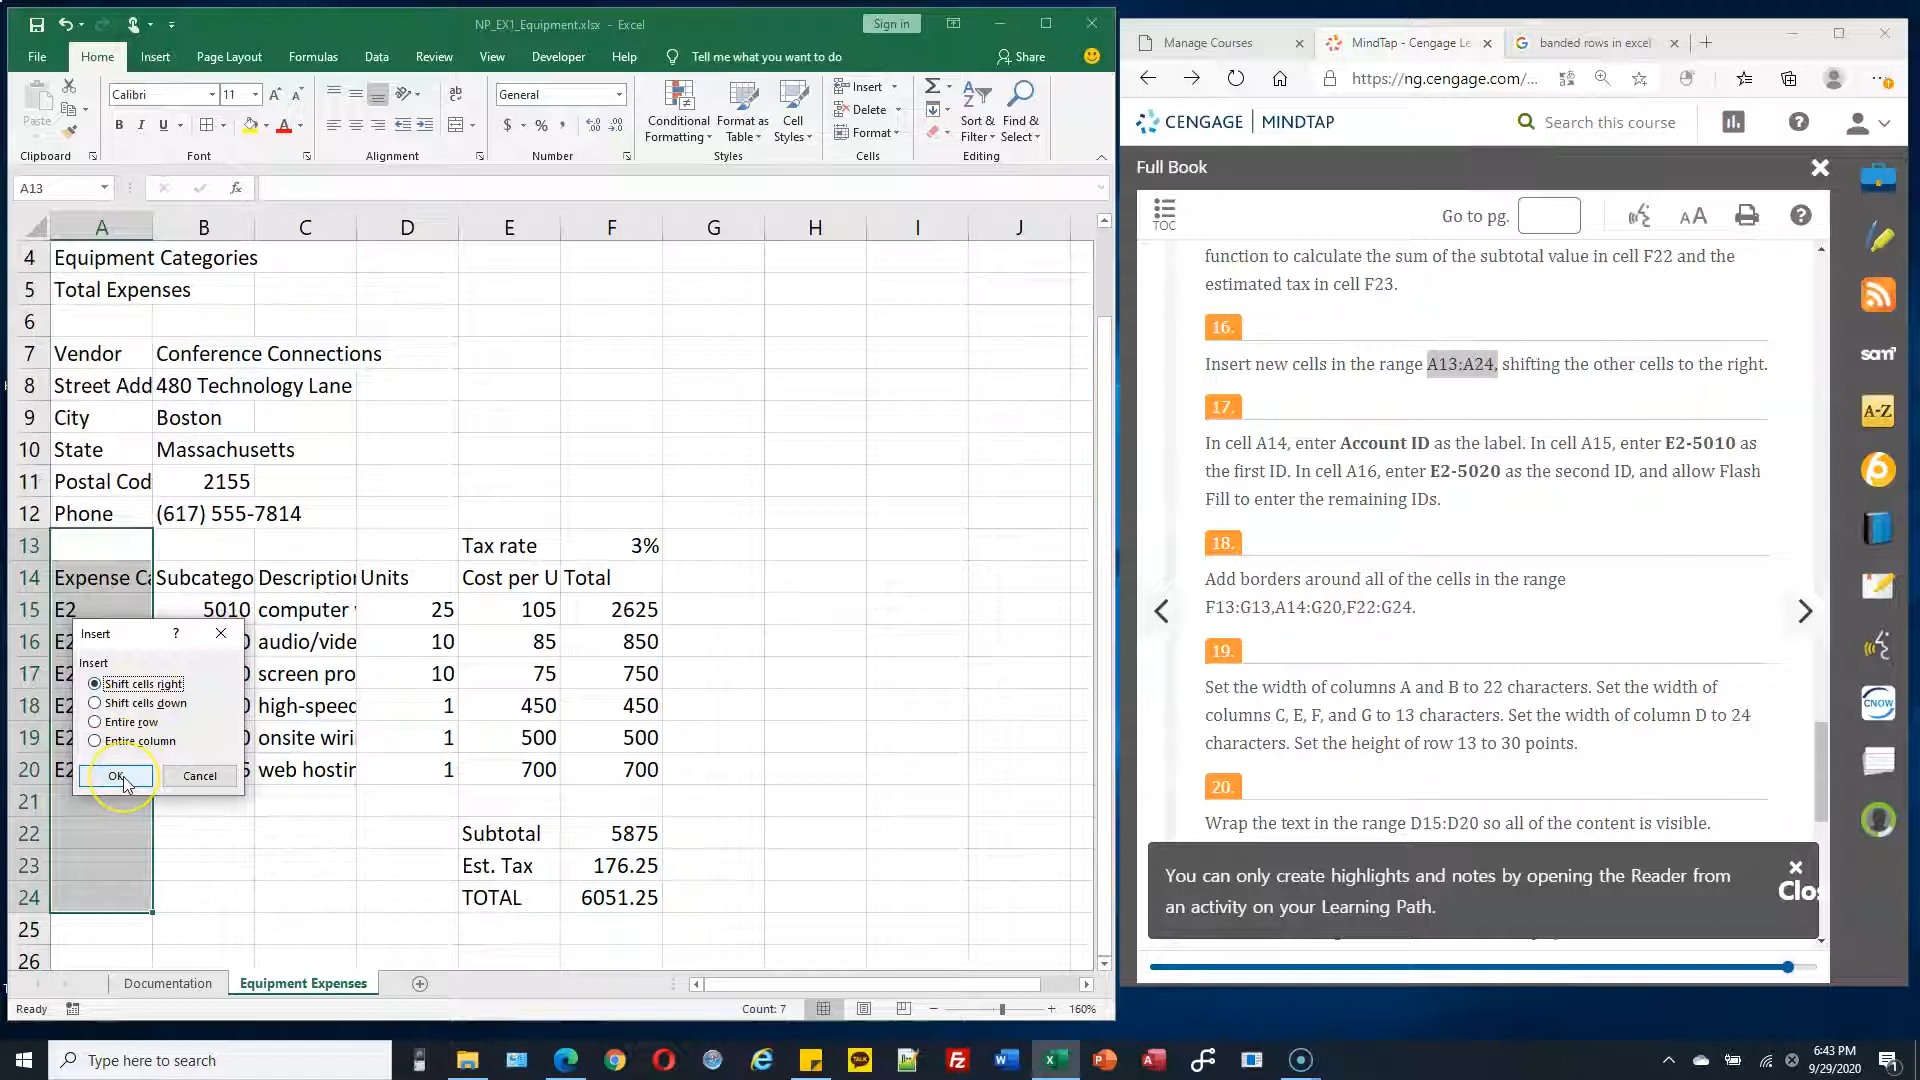 NP_EX1_Equipment.xlsx - Excel
Sign in
File Home Insert Page Layout Formulas Data Review View Developer Help Tell me what you want to do Share
Paste
Calibri 11
General
Conditional Formatting
Format as Table
Cell Styles
Insert
Delete
Format
Sort & Filter
Find & Select
Clipboard Font Alignment Number Styles Cells Editing
A13 fx
A B C D E F G H I J
4 Equipment Categories
5 Total Expenses
6
7 Vendor Conference Connections
8 Street Add 480 Technology Lane
9 City Boston
10 State Massachusetts
11 Postal Cod 2155
12 Phone (617) 555-7814
13 Tax rate 3%
14 Expense Ca Subcatego Description Units Cost per U Total
15 E2 5010 computer 25 105 2625
16 audio/vide 10 85 850
17 screen pro 10 75 750
18 high-speed 1 450 450
19 onsite wiri 1 500 500
20 web hostin 1 700 700
21
22 Subtotal 5875
23 Est. Tax 176.25
24 TOTAL 6051.25
25
26
Insert ?
Insert
Shift cells right
Shift cells down
Entire row
Entire column
OK Cancel
Documentation Equipment Expenses
Ready Count: 7 160%
Manage Courses
MindTap - Cengage Le
banded rows in excel
https://ng.cengage.com/...
CENGAGE MINDTAP
Search this course
Full Book
TOC
Go to pg.
AA
function to calculate the sum of the subtotal value in cell F22 and the
estimated tax in cell F23.
16.
Insert new cells in the range A13:A24, shifting the other cells to the right.
17.
In cell A14, enter Account ID as the label. In cell A15, enter E2-5010 as
the first ID. In cell A16, enter E2-5020 as the second ID, and allow Flash
Fill to enter the remaining IDs.
18.
Add borders around all of the cells in the range
F13:G13,A14:G20,F22:G24.
19.
Set the width of columns A and B to 22 characters. Set the width of
columns C, E, F, and G to 13 characters. Set the width of column D to 24
characters. Set the height of row 13 to 30 points.
20.
Wrap the text in the range D15:D20 so all of the content is visible.
You can only create highlights and notes by opening the Reader from
an activity on your Learning Path.
Clos
sam
A-Z
CNOW
Type here to search
TALK
6:43 PM
9/29/2020